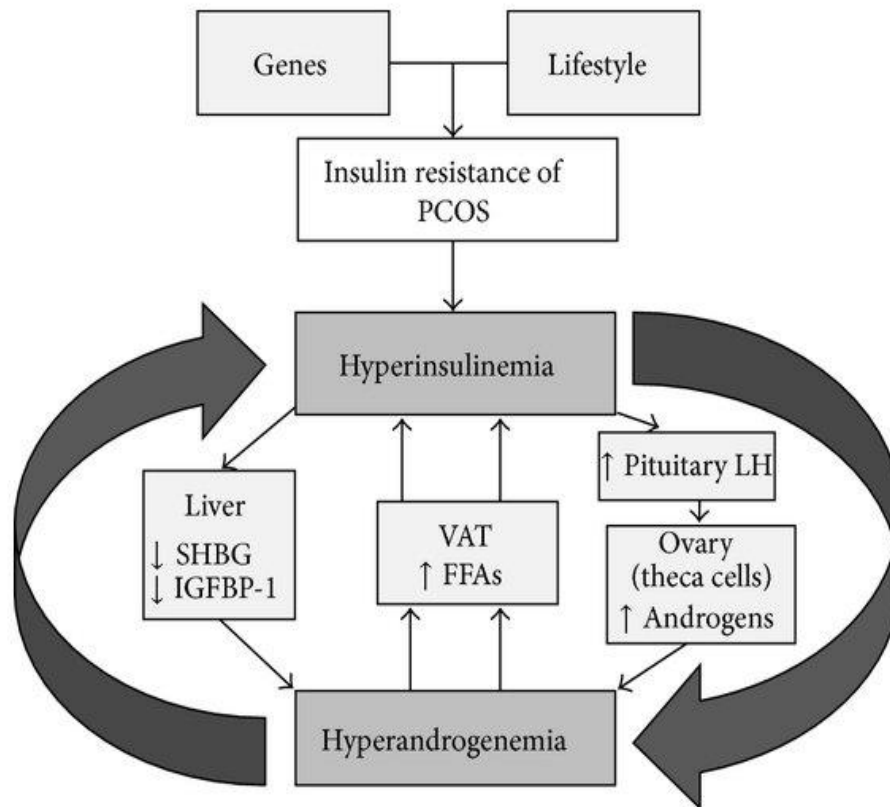 Genes
Lifestyle
Insulin resistance of
PCOS
Hyperinsulinemia
Liver
↓ SHBG
↓ IGFBP-1
VAT
↑ FFAs
↑ Pituitary LH
Ovary
(theca cells)
↑ Androgens
Hyperandrogenemia